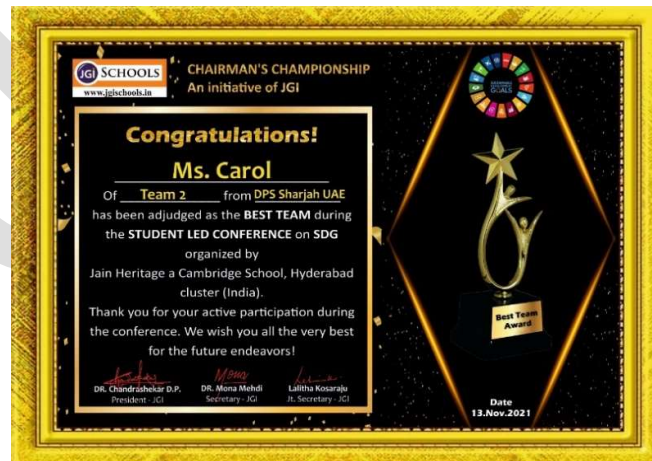 JGI SCHOOLS
www.jgischools.in
CHAIRMAN'S CHAMPIONSHIP
An initiative of JGI
Congratulations!
Ms. Carol
Of Team 2 from DPS Sharjah UAE
has been adjudged as the BEST TEAM during
the STUDENT LED CONFERENCE on SDG
organized by
Jain Heritage a Cambridge School, Hyderabad
cluster (India).
Thank you for your active participation during
the conference. We wish you all the very best
for the future endeavors!
DR. Chandrashekar D.P.
President - JGI
DR. Mona Mehdi
Secretary - JGI
Lalitha Kosaraju
Jt. Secretary - JGI
GOALS
Best Team
Award
Date
13.Nov.2021